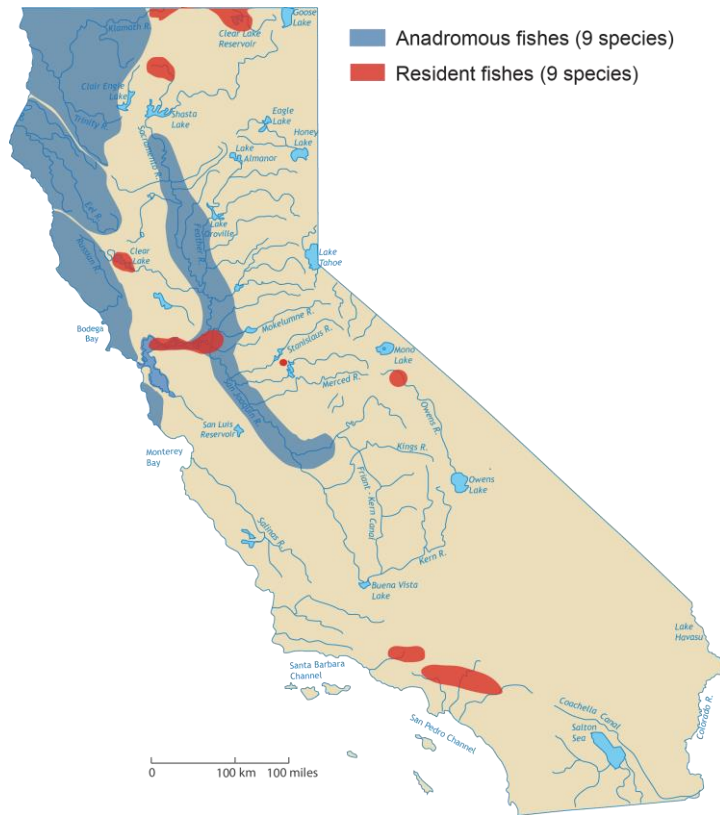 Anadromous fishes (9 species)
Resident fishes (9 species)
Klamath R.
Clear Lake
Reservoir
Goose
Lake
Clair Engle
Lake
Trinity R.
Shasta
Lake
Sacramento R.
Eagle
Lake
Honey
Lake
Lake
Almanor
Eel R.
Lake
Oroville
Feather R.
Russian R.
Clear
Lake
Lake
Tahoe
Bodega
Bay
Mokelumne R.
Stanislaus R.
Mono
Lake
Merced R.
San Joaquin R.
Owens R.
San Luis
Reservoir
Monterey
Bay
Kings R.
Owens
Lake
Friant - Kern Canal
Salinas R.
Kern R.
Buena Vista
Lake
Lake
Havasu
Santa Barbara
Channel
Colorado R.
Coachella Canal
San Pedro Channel
Salton
Sea
0
100 km
100 miles